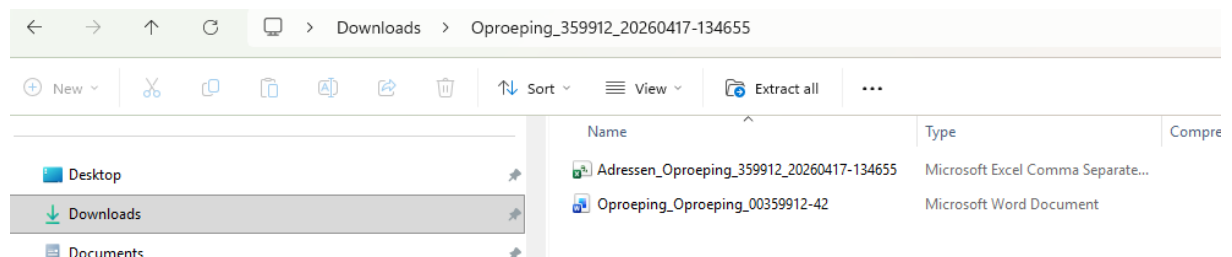 Downloads > Oproeping_359912_20260417-134655
New Sort View Extract all ...
Name Type Compre
Desktop
Downloads
Documents
Adressen_Oproeping_359912_20260417-134655 Microsoft Excel Comma Separate...
Oproeping_Oproeping_00359912-42 Microsoft Word Document